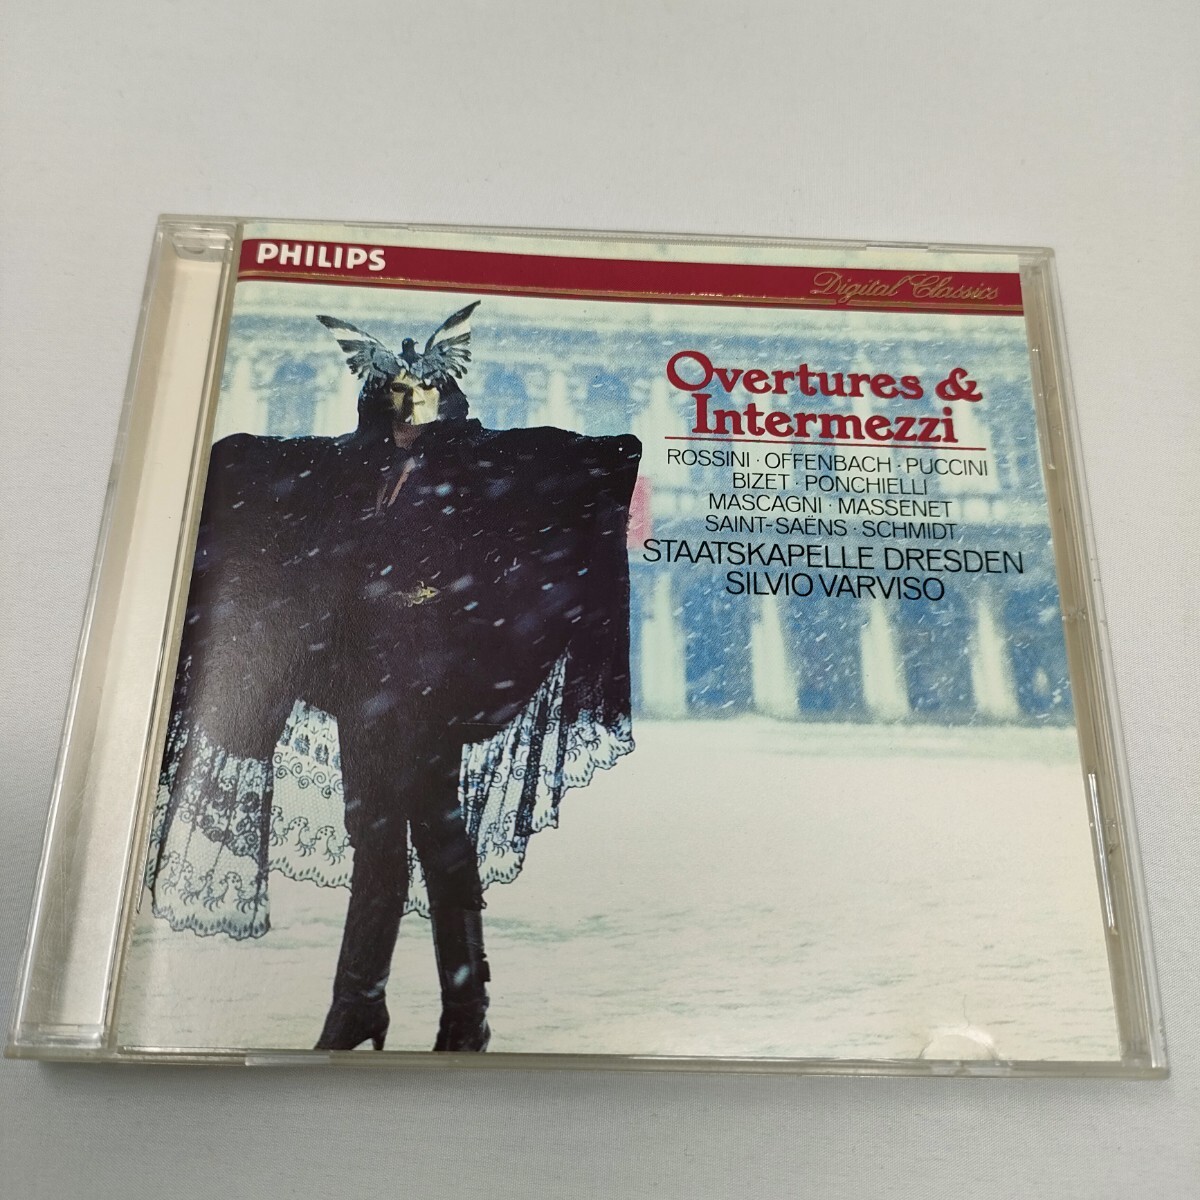 PHILIPS
Digital Classics
Overtures &
Intermezzi
ROSSINI · OFFENBACH · PUCCINI
BIZET · PONCHIELLI
MASCAGNI · MASSENET
SAINT-SAËNS · SCHMIDT
STAATSKAPELLE DRESDEN
SILVIO VARVISO